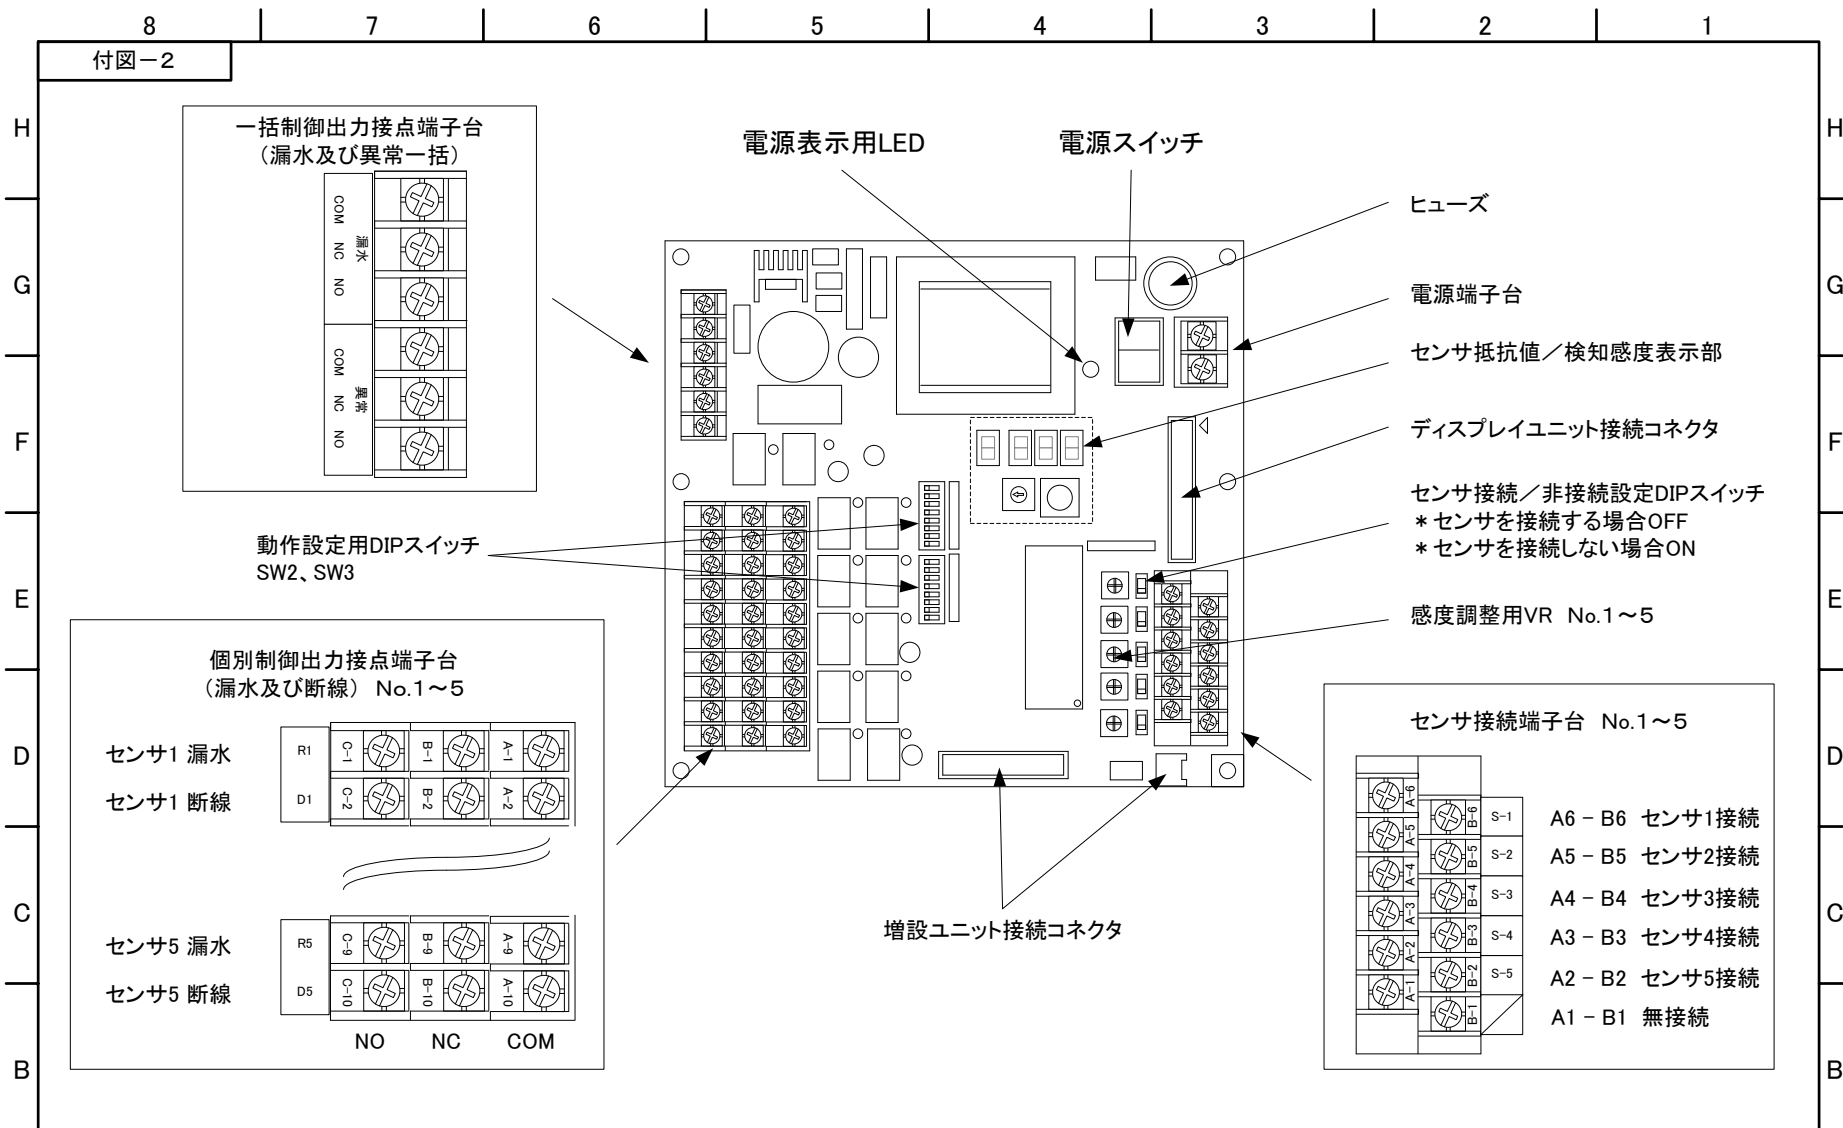 8 7 6 5 4 3 2 1
付図－2
H
G
F
E
D
C
B
H
G
F
E
D
C
B
一括制御出力接点端子台
（漏水及び異常一括）
COM NC NO
漏水
COM NC NO
異常
電源表示用LED
電源スイッチ
ヒューズ
電源端子台
センサ抵抗値／検知感度表示部
ディスプレイユニット接続コネクタ
センサ接続／非接続設定DIPスイッチ
＊センサを接続する場合OFF
＊センサを接続しない場合ON
感度調整用VR No.1～5
動作設定用DIPスイッチ
SW2、SW3
増設ユニット接続コネクタ
個別制御出力接点端子台
（漏水及び断線） No.1～5
センサ1 漏水 R1 C-1 B-1 A-1
センサ1 断線 D1 C-2 B-2 A-2
センサ5 漏水 R5 C-9 B-9 A-9
センサ5 断線 D5 C-10 B-10 A-10
NO NC COM
センサ接続端子台 No.1～5
A-6 B-6 S-1 A6－B6 センサ1接続
A-5 B-5 S-2 A5－B5 センサ2接続
A-4 B-4 S-3 A4－B4 センサ3接続
A-3 B-3 S-4 A3－B3 センサ4接続
A-2 B-2 S-5 A2－B2 センサ5接続
A-1 B-1 A1－B1 無接続